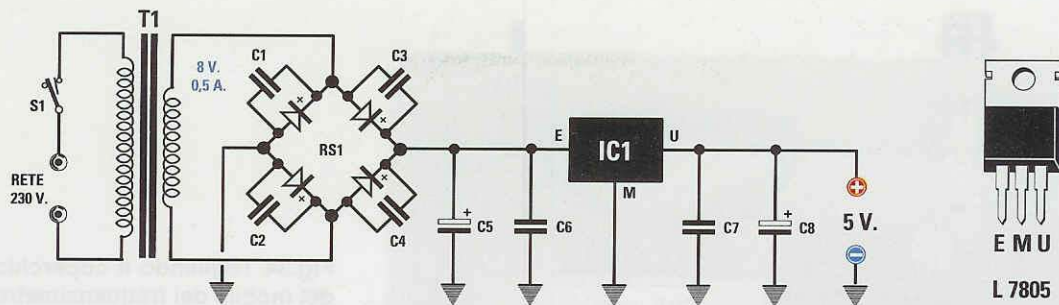 T1
C1
C3
8 V.
0,5 A.
S1
RS1
RETE
230 V.
C2
C4
E
IC1
U
M
+
C5
C6
C7
+
C8
+
5 V.
−
E M U
L 7805